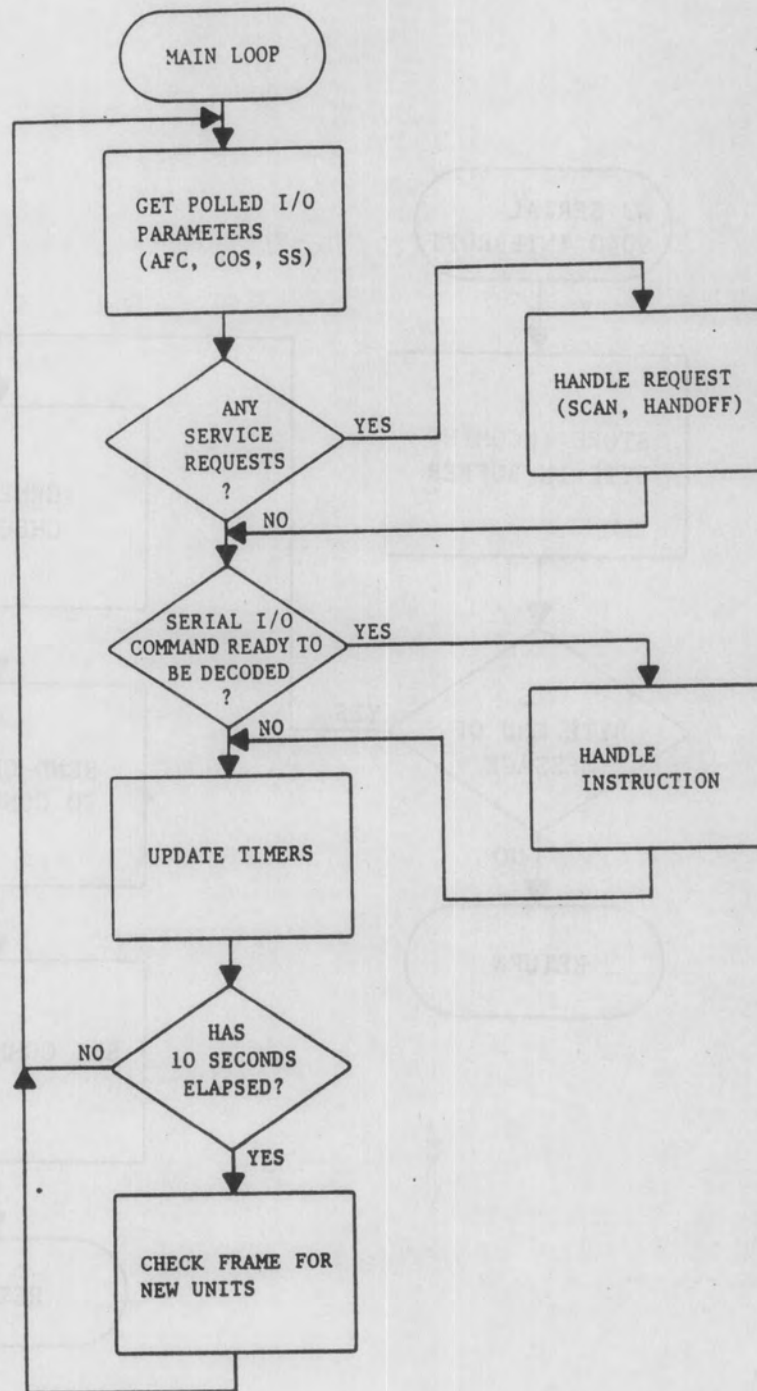 MAIN LOOP
GET POLLED I/O
PARAMETERS
(AFC, COS, SS)
ANY
SERVICE
REQUESTS
?
YES
HANDLE REQUEST
(SCAN, HANDOFF)
NO
SERIAL I/O
COMMAND READY TO
BE DECODED
?
YES
HANDLE
INSTRUCTION
NO
UPDATE TIMERS
HAS
10 SECONDS
ELAPSED?
NO
YES
CHECK FRAME FOR
NEW UNITS